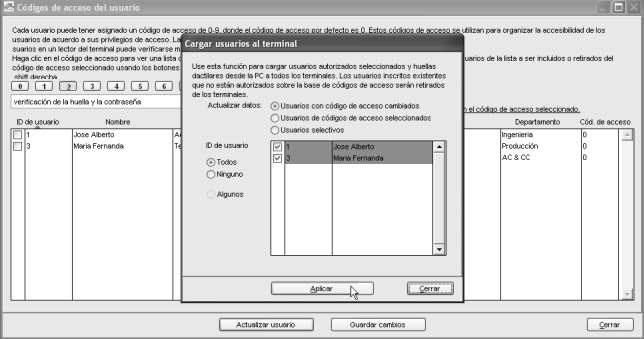 Códigos de acceso del usuario
Cada usuario puede tener asignado un código de acceso de 0-9, donde el código de acceso por defecto es 0. Estos códigos de acceso se utilizan para organizar la accesibilidad de los
usuarios de acuerdo a sus privilegios de acceso. La
suarios en un lector del terminal puede verificarse m
Haga clic en el código de para ver una lista c
usuarios de la lista a ser incluidos o retirados del
código de acceso seleccionado usando los botones
shift derecha
0 1 2 3 4 5 6
verificación de la huella y la contraseña
n el código de acceso seleccionado.
ID de usuario Nombre Departamento Cód. de acceso
1 Jose Alberto Ingenieria 0
3 Maria Fernanda Te Producción 0
AC & CC 0
Cargar usuarios al terminal
Use esta función para cargar usuarios autorizados seleccionados y huellas
dactilares desde la PC a todos los terminales. Los usuarios inscritos existentes
que no están autorizados sobre la base de códigos de acceso serán retirados
de los terminales.
Actualizar datos:
Usuarios con código de acceso cambiados
Usuarios de códigos de acceso seleccionados
Usuarios selectivos
ID de usuario
Todos
Ninguno
Algunos
1 Jose Alberto
3 Maria Fernanda
Aplicar Cerrar
Actualizar usuario Guardar cambios Cerrar